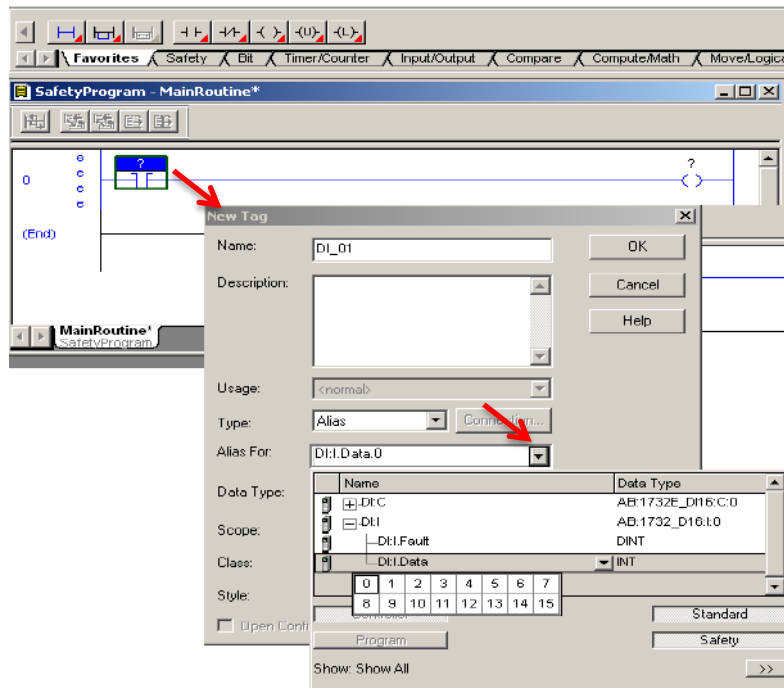 Favorites Safety Bit Timer/Counter Input/Output Compare Compute/Math Move/Logica
SafetyProgram - MainRoutine*
0
e
e
e
e
?
?
(End)
MainRoutine*
SafetyProgram
New Tag
Name: DI_01 OK
Description: Cancel
Help
Usage: <normal>
Type: Alias
Alias For: DI:I.Data.0
Data Type:
Scope:
Class:
Style:
Open Cont
Name Data Type
DI:C AB:1732E_DI16:C:0
DI:I AB:1732_D16:I:0
DI:I.Fault DINT
DI:I.Data INT
0 1 2 3 4 5 6 7
8 9 10 11 12 13 14 15
Standard
Program Safety
Show: Show All >>